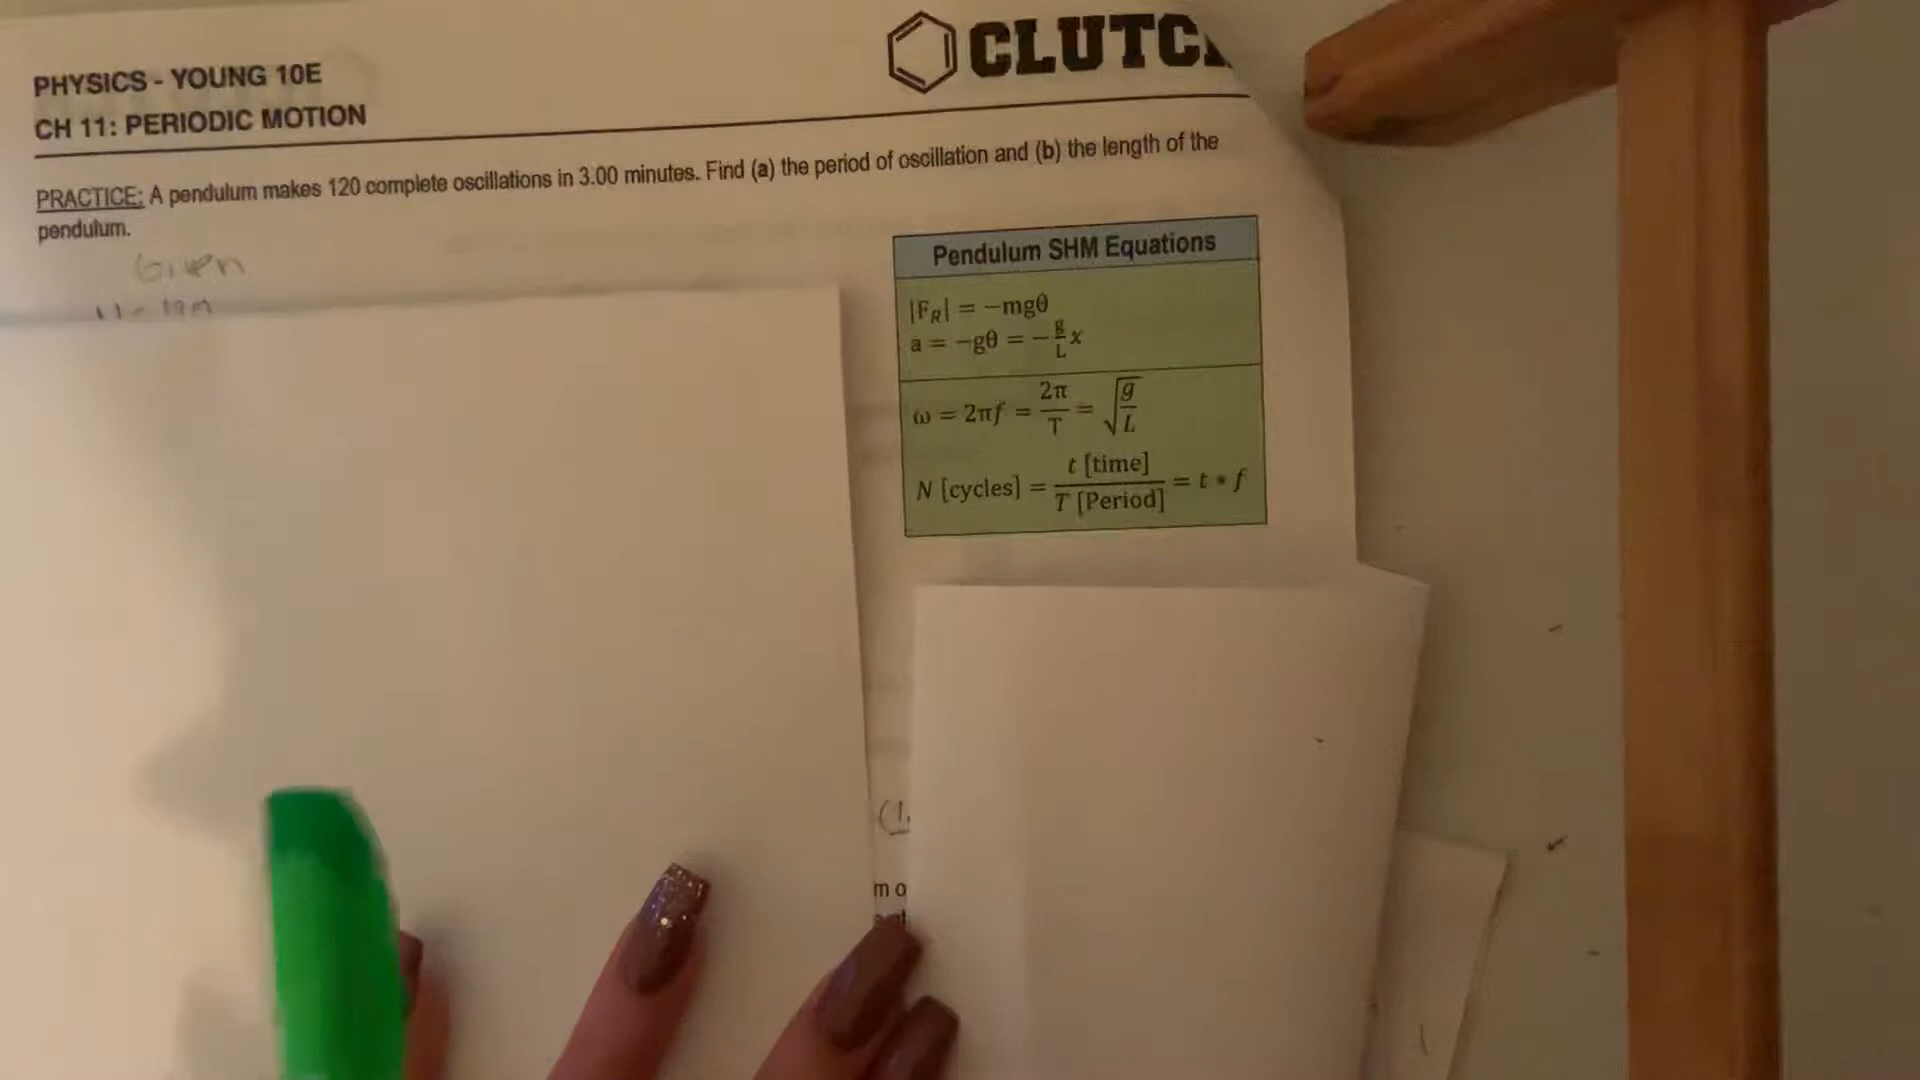 CLUTC
PHYSICS - YOUNG 10E
CH 11: PERIODIC MOTION
PRACTICE: A pendulum makes 120 complete oscillations in 3.00 minutes. Find (a) the period of oscillation and (b) the length of the
pendulum.
Given
Pendulum SHM Equations
|F_R| = −mgθ
a = −gθ = −g/L x
ω = 2πf = 2π/T = √(g/L)
N [cycles] = t [time] / T [Period] = t * f
(1.
m o